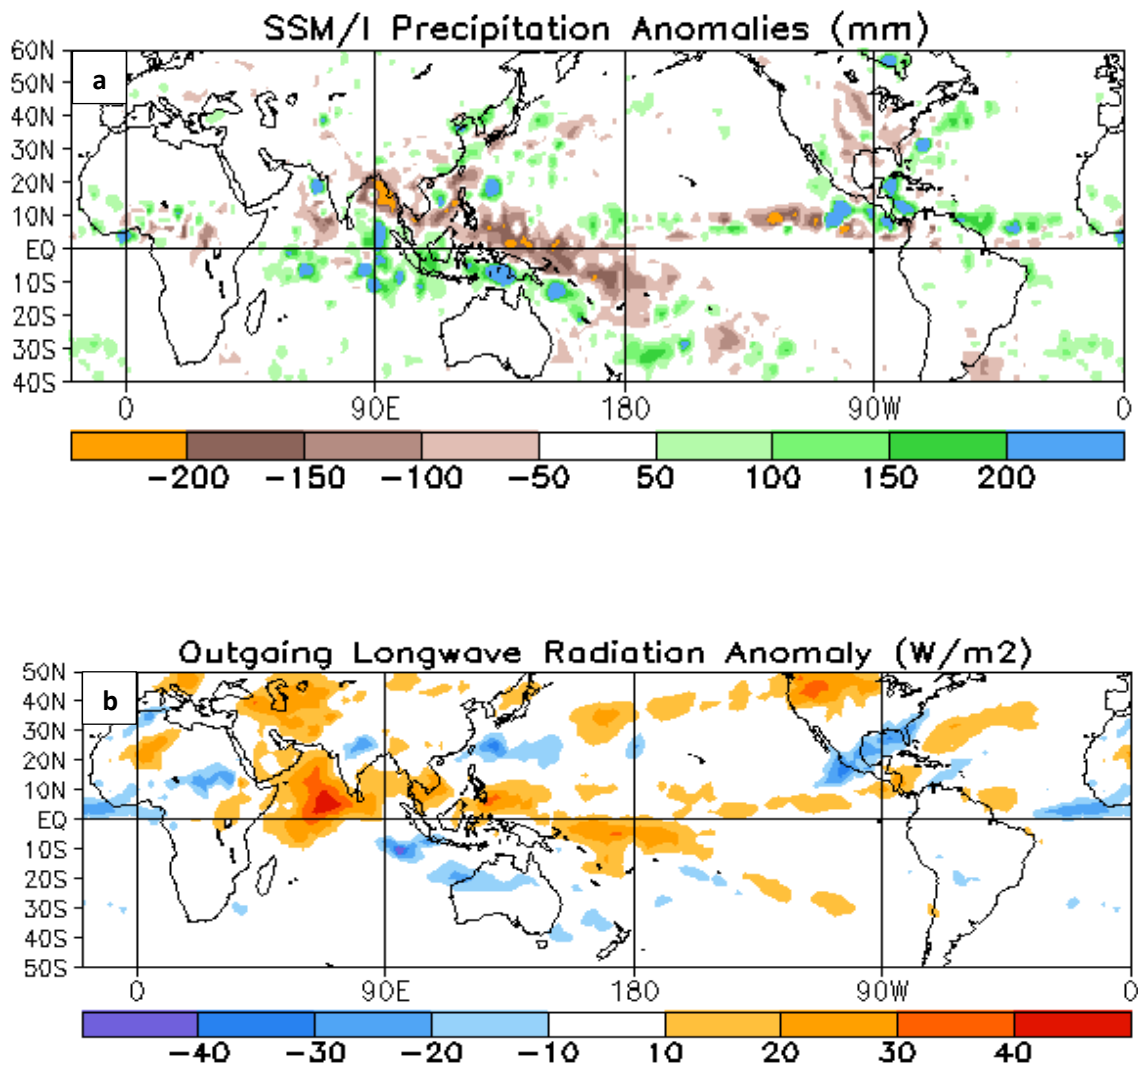 SSM/I Precipitation Anomalies (mm)
a
60N
50N
40N
30N
20N
10N
EQ
10S
20S
30S
40S
0 90E 180 90W 0
-200 -150 -100 -50 50 100 150 200
Outgoing Longwave Radiation Anomaly (W/m2)
b
50N
40N
30N
20N
10N
EQ
10S
20S
30S
40S
50S
0 90E 180 90W 0
-40 -30 -20 -10 10 20 30 40